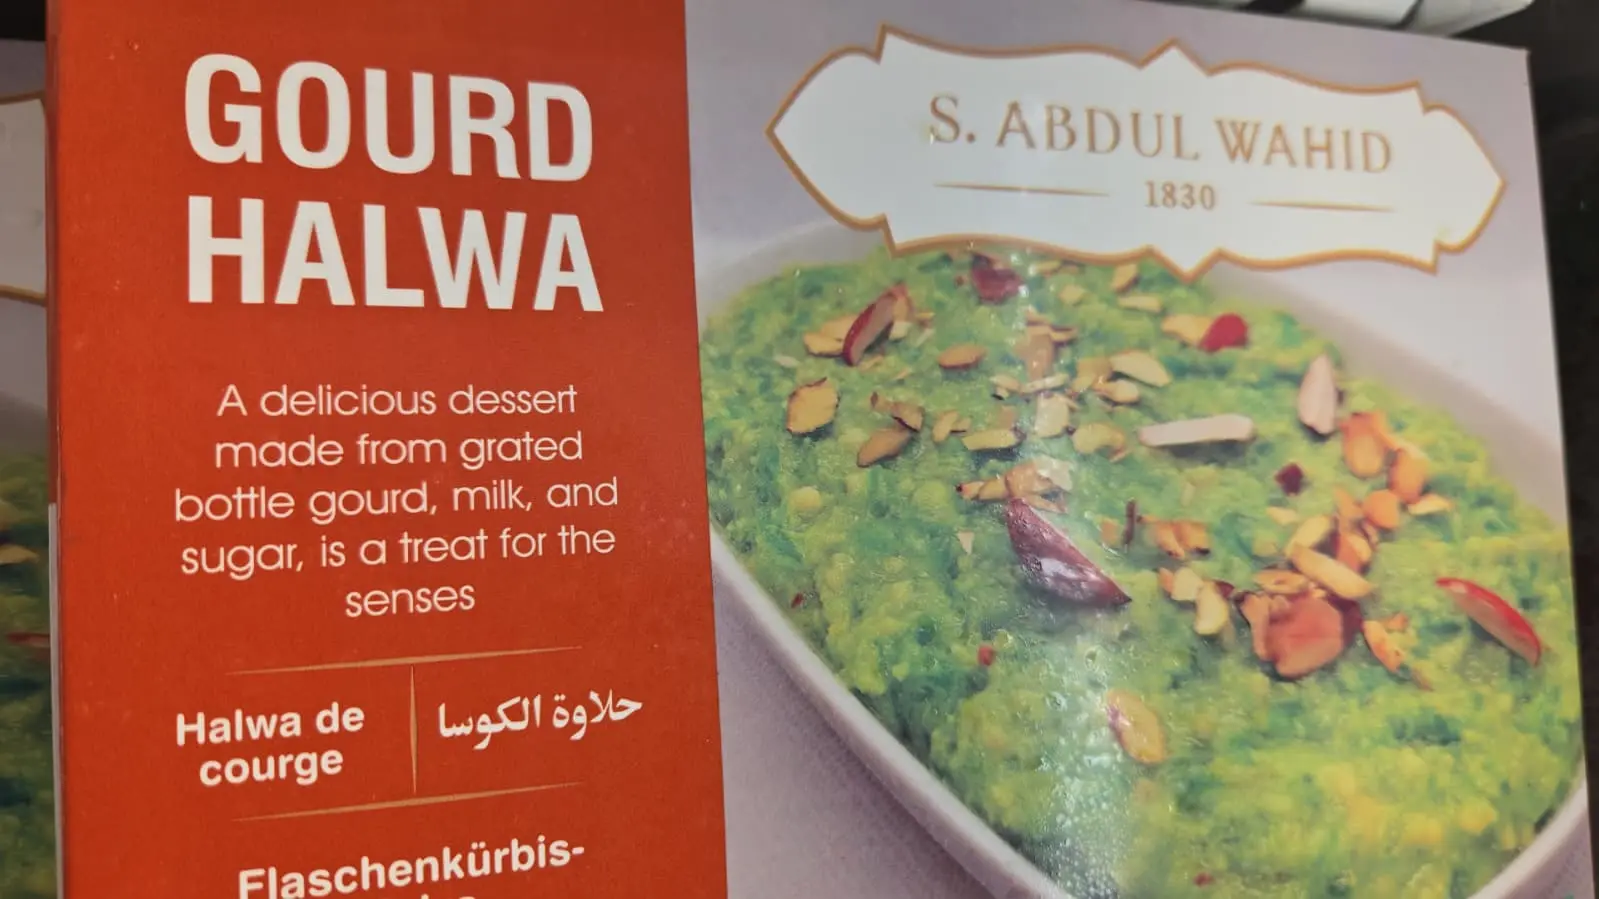 GOURD
HALWA
A delicious dessert
made from grated
bottle gourd, milk, and
sugar, is a treat for the
senses
Halwa de
courge
حلاوة الكوسا
Flaschenkürbis-
S. ABDUL WAHID
1830